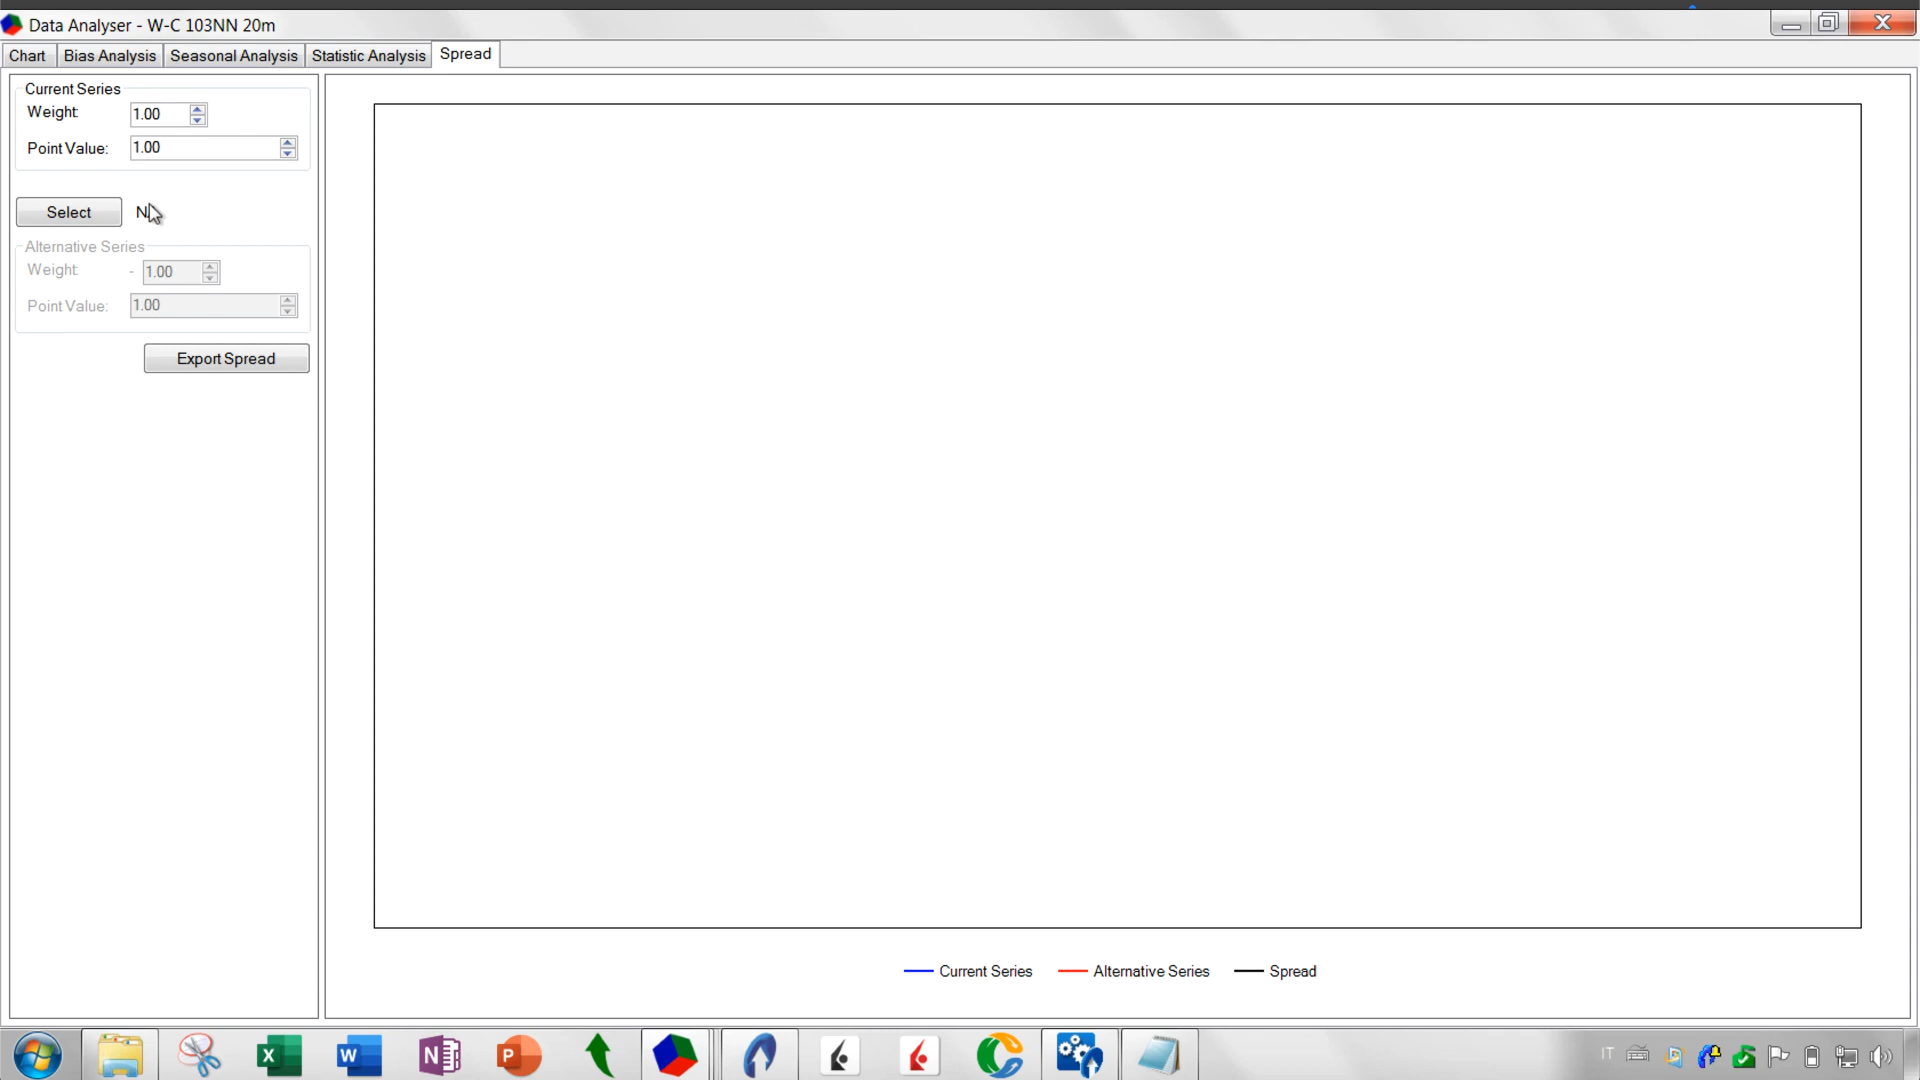 Data Analyser - W-C 103NN 20m
Chart
Bias Analysis
Seasonal Analysis
Statistic Analysis
Spread
Current Series
Weight:
1.00
Point Value:
1.00
Select
Alternative Series
Weight:
- 1.00
Point Value:
1.00
Export Spread
Current Series
Alternative Series
Spread
X
W
N
P
IT